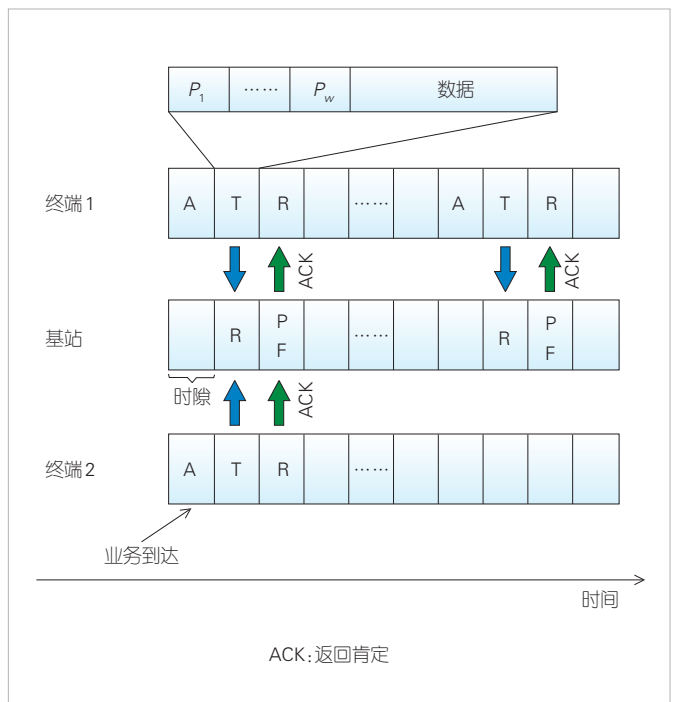 P1 …… Pw 数据
终端1 A T R …… A T R
ACK ACK
基站 R P F …… R P F
时隙
ACK
终端2 A T R ……
业务到达
时间
ACK:返回肯定